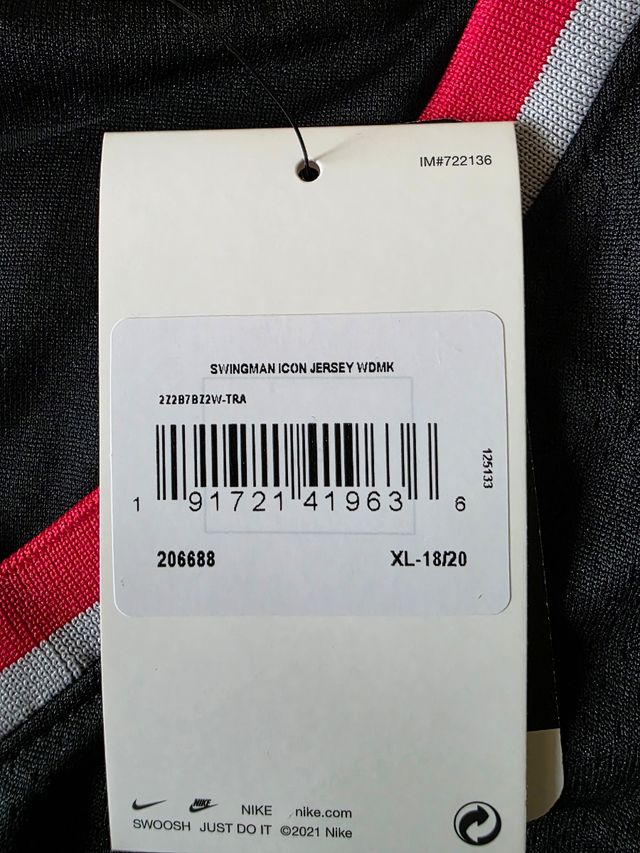 IM#722136
SWINGMAN ICON JERSEY WDMK
2Z2B7BZ2W-TRA
125133
1 91721 41963 6
206688 XL-18/20
NIKE NIKE nike.com
SWOOSH JUST DO IT ©2021 Nike